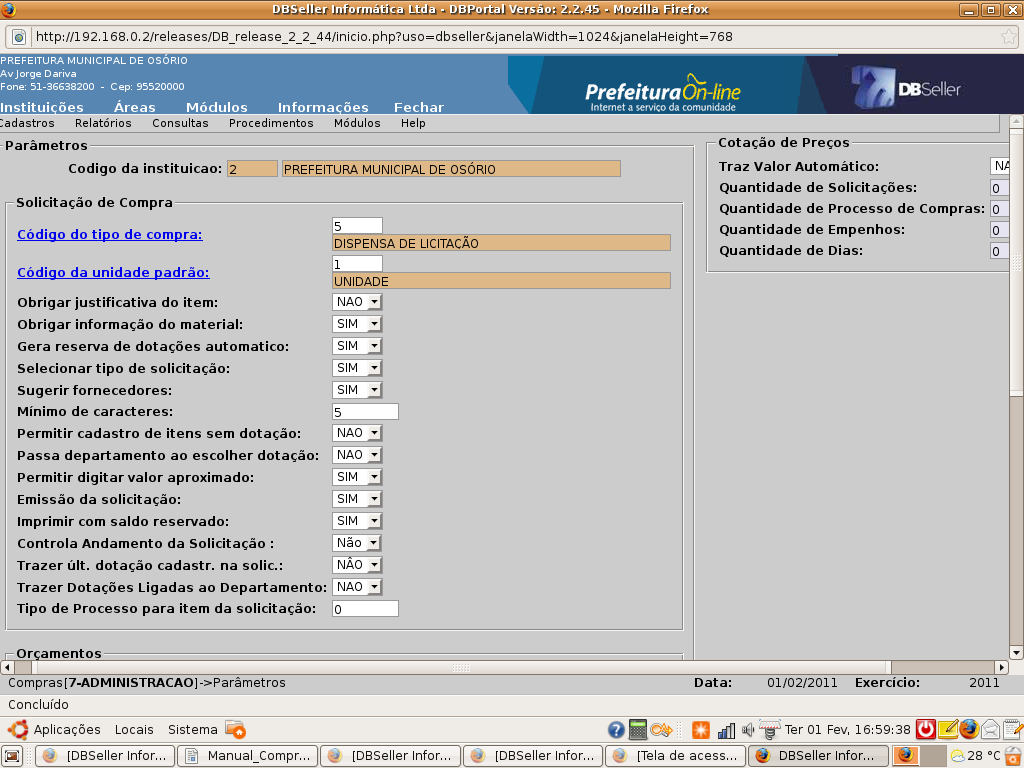 DBSeller Informática Ltda - DBPortal Versão: 2.2.45 - Mozilla Firefox
http://192.168.0.2/releases/DB_release_2_2_44/inicio.php?uso=dbseller&janelaWidth=1024&janelaHeight=768
PREFEITURA MUNICIPAL DE OSÓRIO
Av Jorge Dariva
Fone: 51-36638200 - Cep: 95520000
Instituições Áreas Módulos Informações Fechar
PrefeituraOn-line
Internet a serviço da comunidade
DBSeller
Cadastros Relatórios Consultas Procedimentos Módulos Help
Parâmetros
Codigo da instituicao: 2 PREFEITURA MUNICIPAL DE OSÓRIO
Solicitação de Compra
Código do tipo de compra: 5
DISPENSA DE LICITAÇÃO
Código da unidade padrão: 1
UNIDADE
Obrigar justificativa do item: NAO
Obrigar informação do material: SIM
Gera reserva de dotações automatico: SIM
Selecionar tipo de solicitação: SIM
Sugerir fornecedores: SIM
Mínimo de caracteres: 5
Permitir cadastro de itens sem dotação: NAO
Passa departamento ao escolher dotação: NAO
Permitir digitar valor aproximado: SIM
Emissão da solicitação: SIM
Imprimir com saldo reservado: SIM
Controla Andamento da Solicitação : Não
Trazer últ. dotação cadastr. na solic.: NÃO
Trazer Dotações Ligadas ao Departamento: NAO
Tipo de Processo para item da solicitação: 0
Orçamentos
Cotação de Preços
Traz Valor Automático: NA
Quantidade de Solicitações: 0
Quantidade de Processo de Compras: 0
Quantidade de Empenhos: 0
Quantidade de Dias: 0
Compras[7-ADMINISTRACAO]->Parâmetros Data: 01/02/2011 Exercício: 2011
Concluído
Aplicações Locais Sistema Ter 01 Fev, 16:59:38
[DBSeller Infor... Manual_Compr... [DBSeller Infor... [DBSeller Infor... [Tela de acess... DBSeller Infor... 28 °C